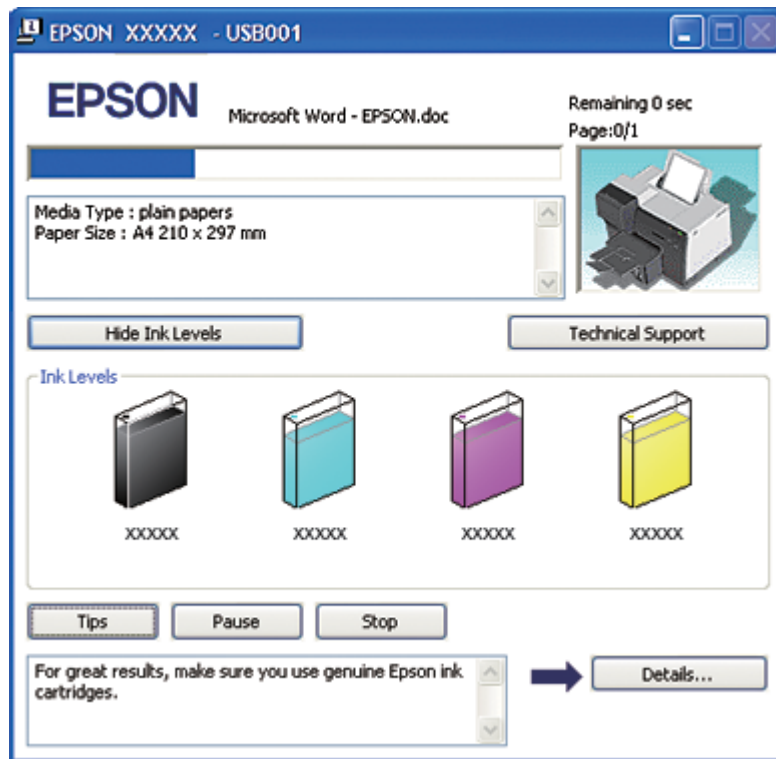 EPSON XXXXX - USB001
EPSON
Microsoft Word - EPSON.doc
Remaining 0 sec
Page:0/1
Media Type : plain papers
Paper Size : A4 210 x 297 mm
Hide Ink Levels
Technical Support
Ink Levels
XXXXX XXXXX XXXXX XXXXX
Tips Pause Stop
For great results, make sure you use genuine Epson ink
cartridges.
Details...